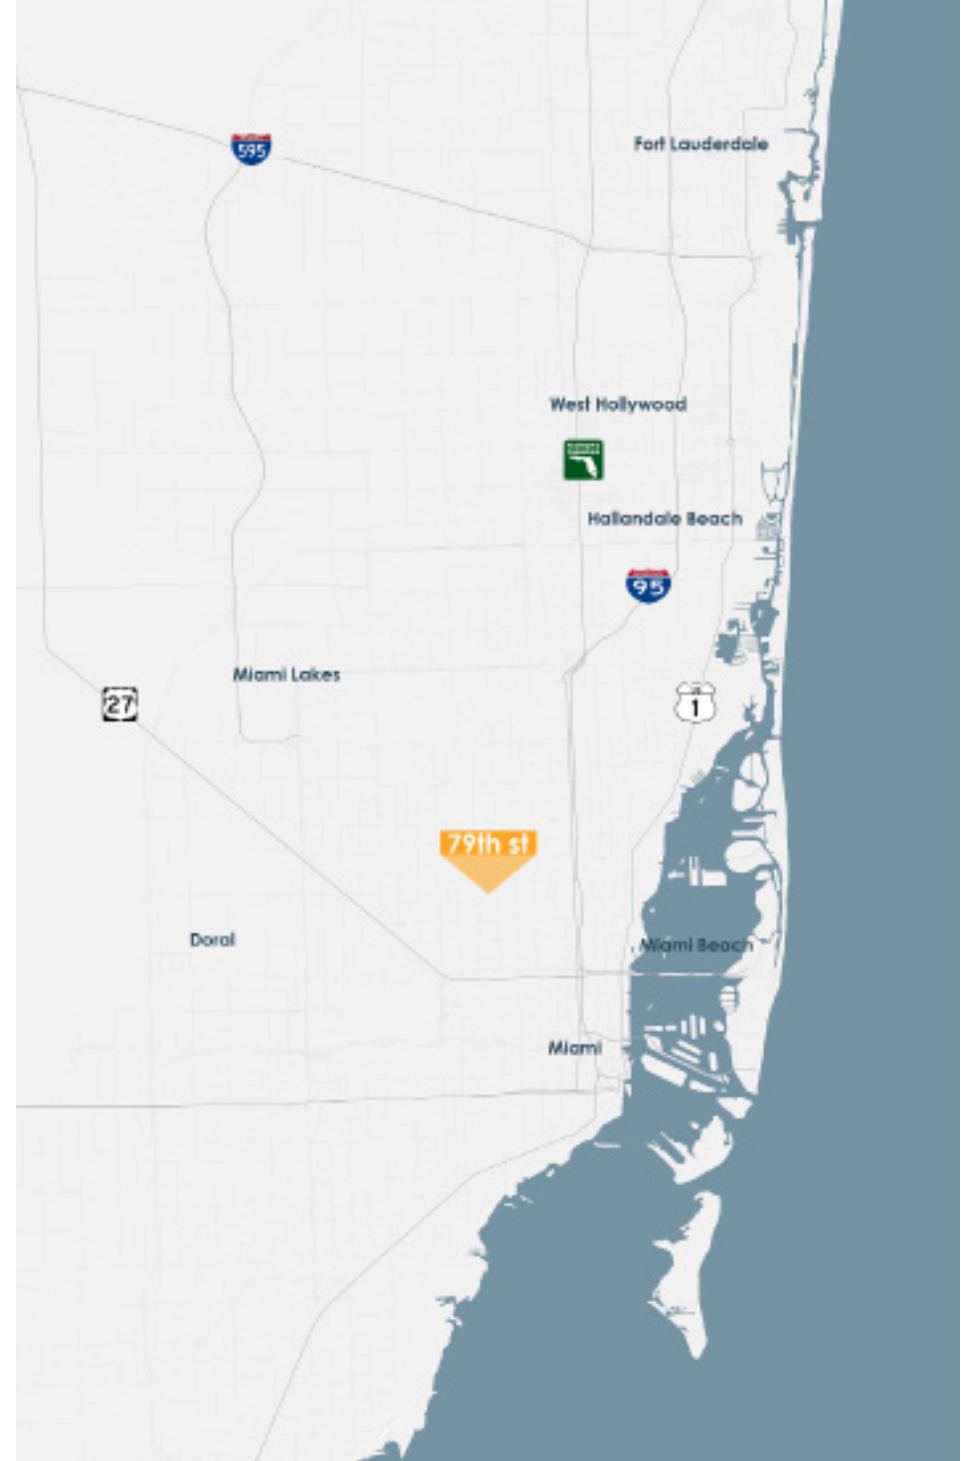 595
Fort Lauderdale
West Hollywood
Hallandale Beach
95
Miami Lakes
27
1
79th st
Doral
Miami Beach
Miami